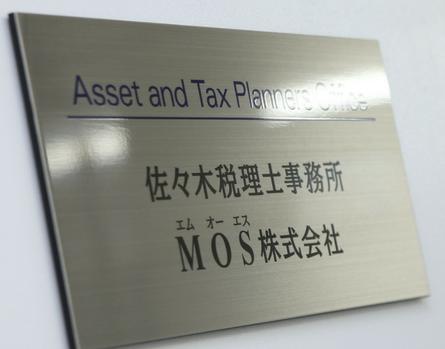 Asset and Tax Planners Office
佐々木税理士事務所
エム オー エス
MOS株式会社